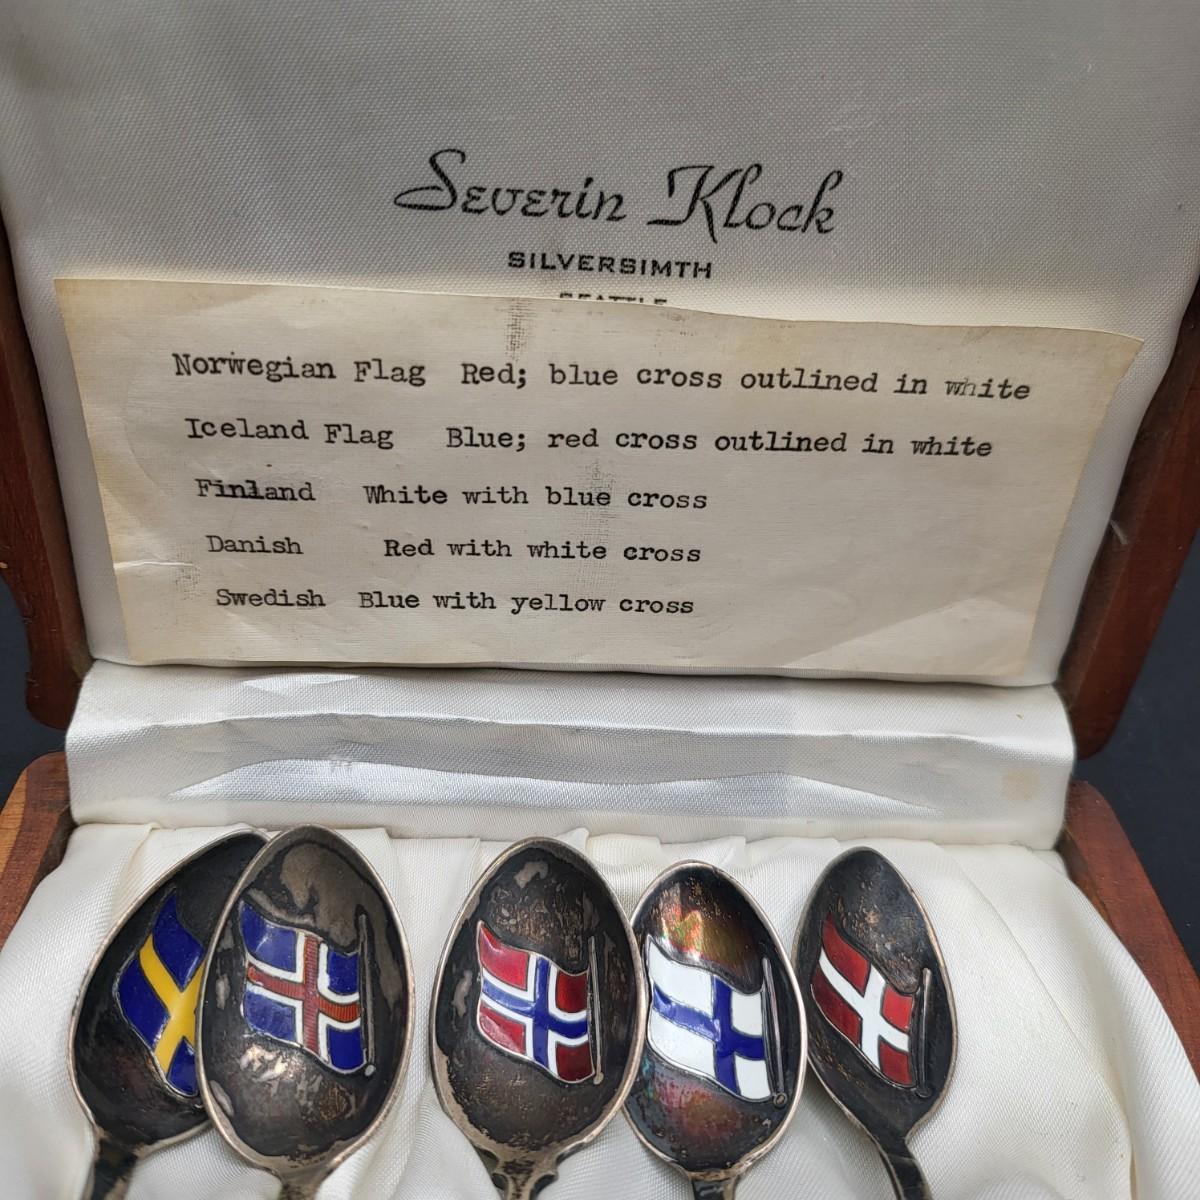 Severin Klock
SILVERSIMTH
SEATTLE
Norwegian Flag Red; blue cross outlined in white
Iceland Flag Blue; red cross outlined in white
Finland White with blue cross
Danish Red with white cross
Swedish Blue with yellow cross